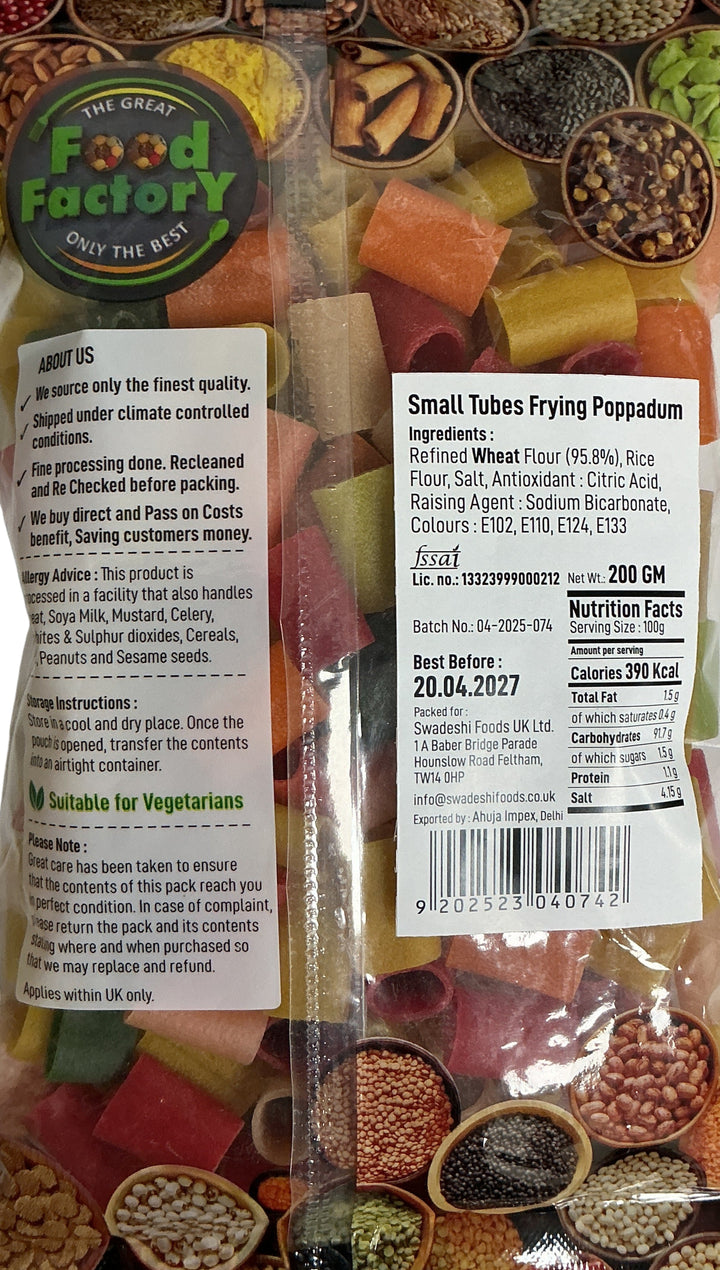 THE GREAT
Food
FactorY
ONLY THE BEST
ABOUT US
✓ We source only the finest quality.
✓ Shipped under climate controlled
conditions.
✓ Fine processing done. Recleaned
and Re Checked before packing.
✓ We buy direct and Pass on Costs
benefit, Saving customers money.
llergy Advice : This product is
cessed in a facility that also handles
eat, Soya Milk, Mustard, Celery,
hites & Sulphur dioxides, Cereals,
, Peanuts and Sesame seeds.
Storage Instructions :
Store in a cool and dry place. Once the
pouch is opened, transfer the contents
into an airtight container.
Suitable for Vegetarians
Please Note :
Great care has been taken to ensure
that the contents of this pack reach you
in perfect condition. In case of complaint,
please return the pack and its contents
stating where and when purchased so
that we may replace and refund.
Applies within UK only.
Small Tubes Frying Poppadum
Ingredients :
Refined Wheat Flour (95.8%), Rice
Flour, Salt, Antioxidant : Citric Acid,
Raising Agent : Sodium Bicarbonate,
Colours : E102, E110, E124, E133
fssai
Lic. no.: 13323999000212
Net Wt.: 200 GM
Batch No.: 04-2025-074
Best Before :
20.04.2027
Packed for :
Swadeshi Foods UK Ltd.
1 A Baber Bridge Parade
Hounslow Road Feltham,
TW14 0HP
info@swadeshifoods.co.uk
Exported by : Ahuja Impex, Delhi
Nutrition Facts
Serving Size : 100g
Amount per serving
Calories 390 Kcal
Total Fat 1.5 g
of which saturates 0.4 g
Carbohydrates 91.7 g
of which sugars 1.5 g
Protein 1.1 g
Salt 4.15 g
9 202523 040742